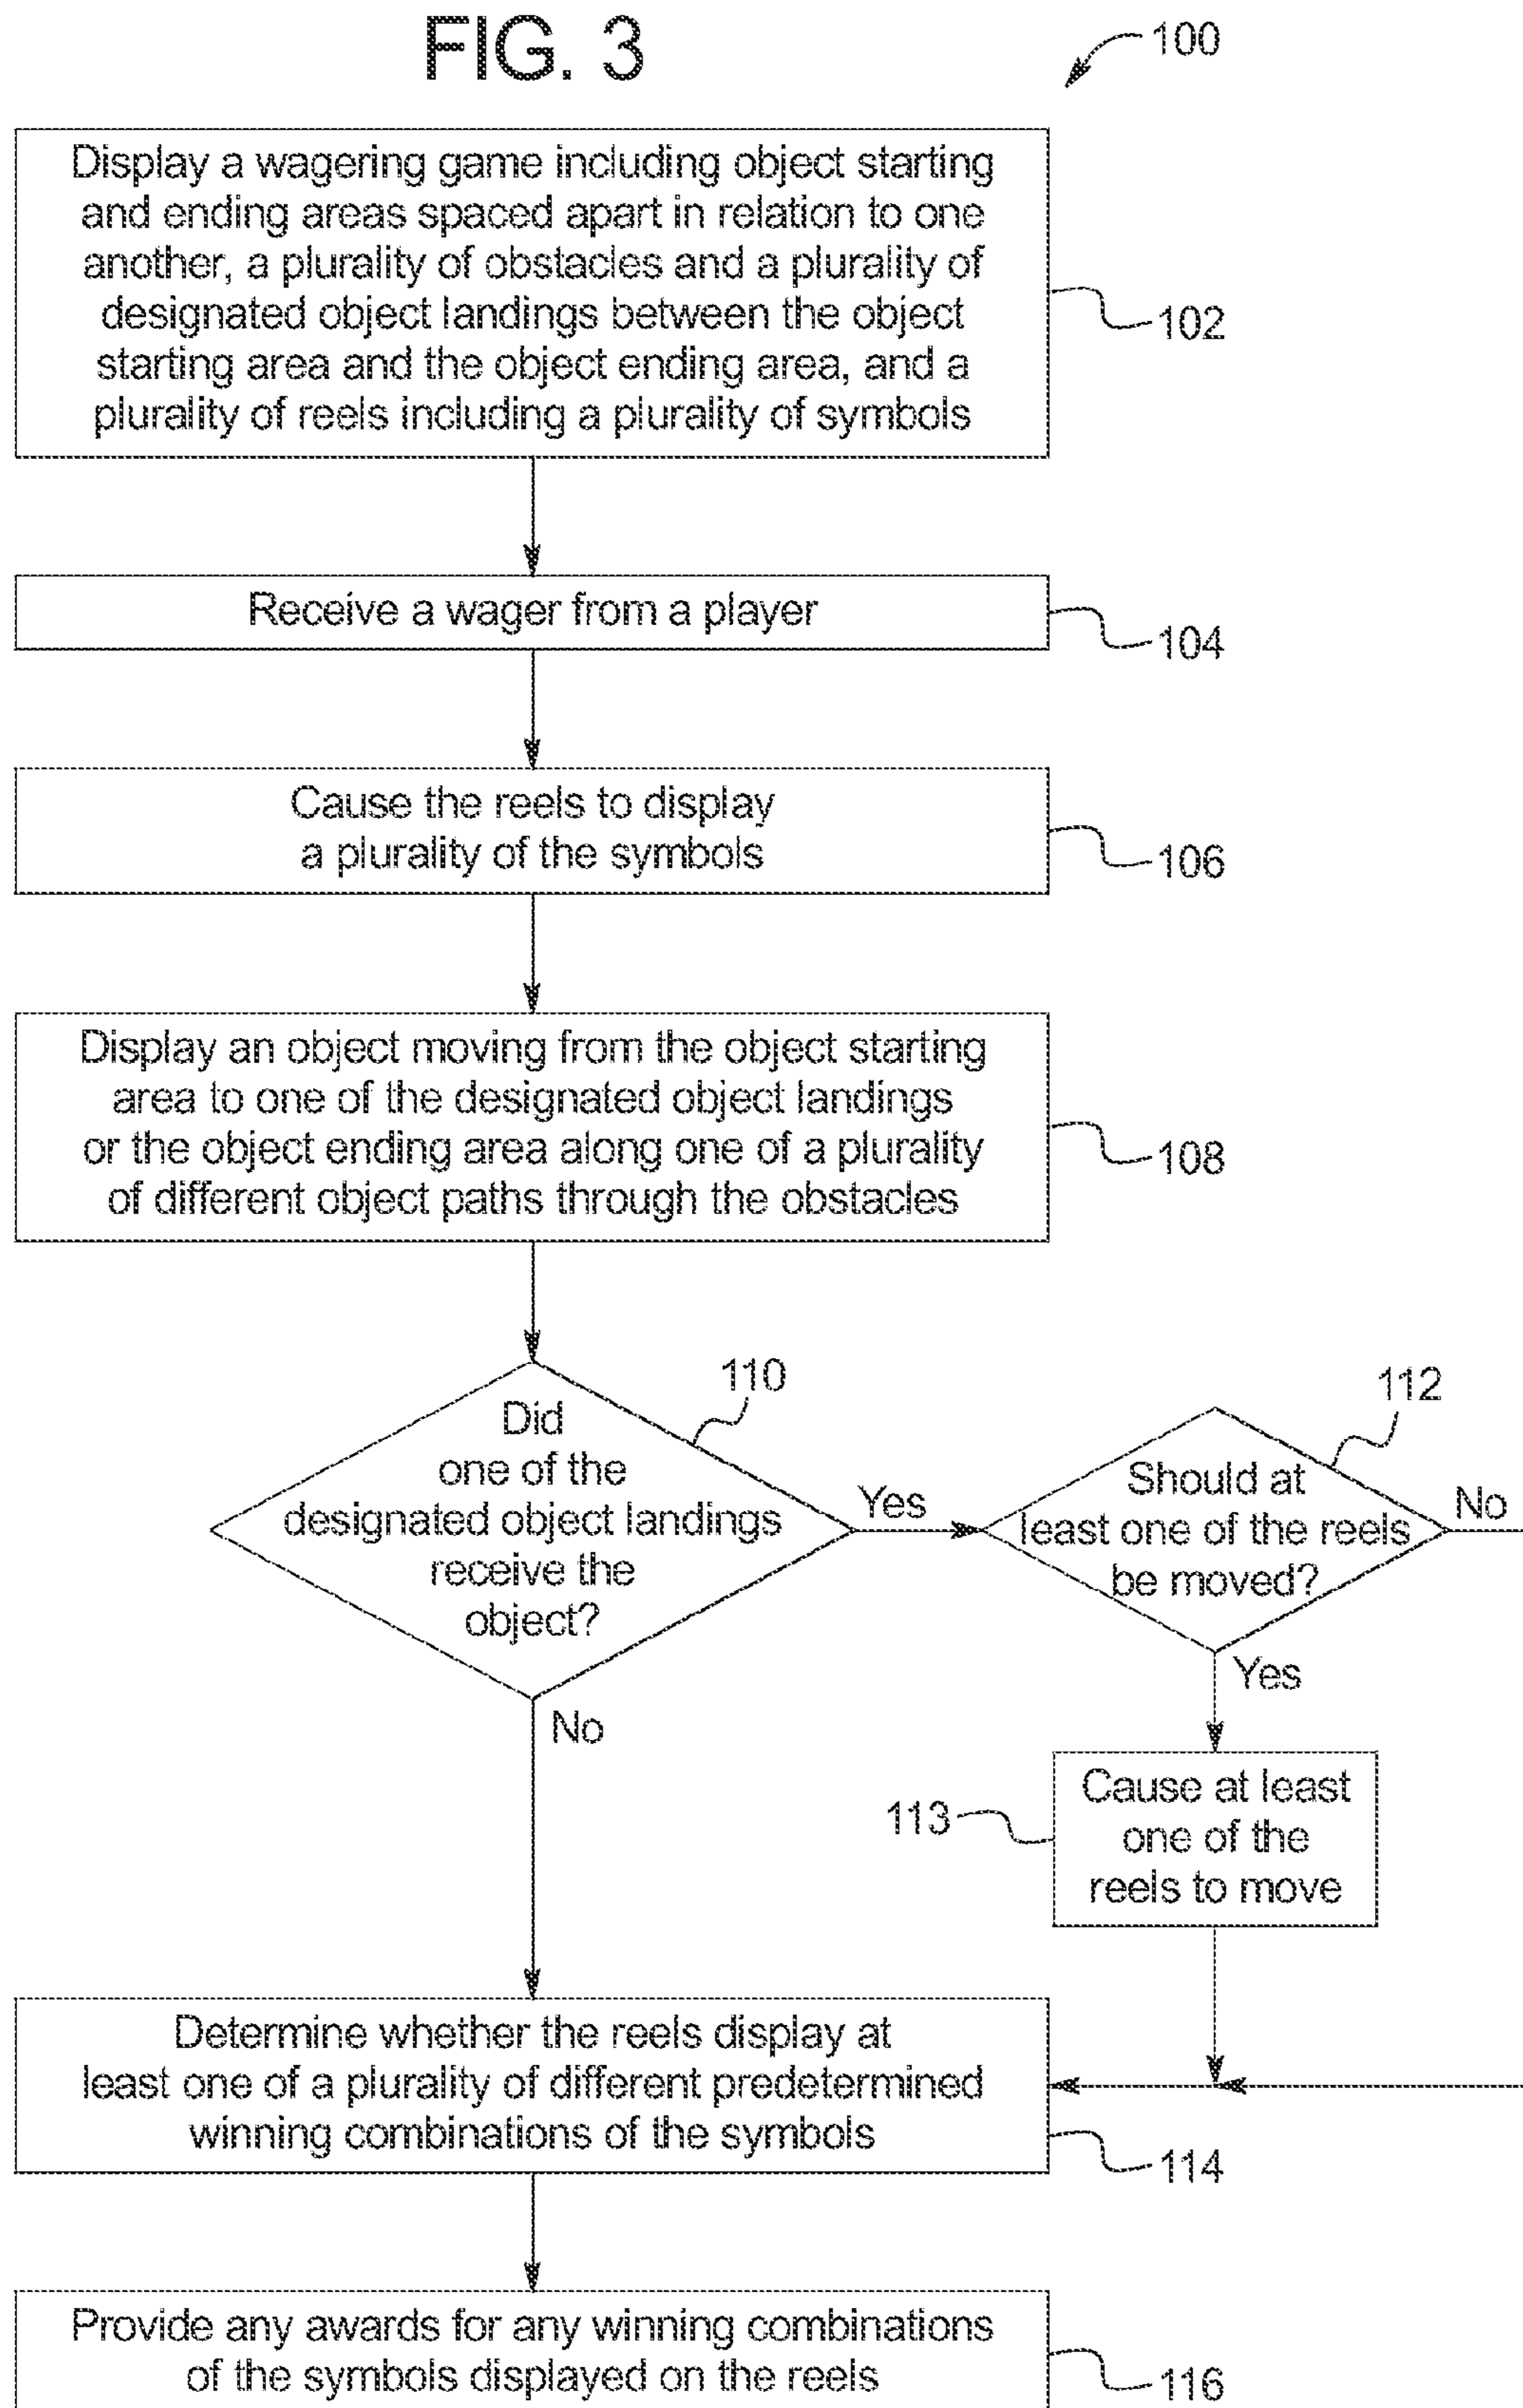 FIG. 3
100
Display a wagering game including object starting
and ending areas spaced apart in relation to one
another, a plurality of obstacles and a plurality of
designated object landings between the object
starting area and the object ending area, and a
plurality of reels including a plurality of symbols
102
Receive a wager from a player
104
Cause the reels to display
a plurality of the symbols
106
Display an object moving from the object starting
area to one of the designated object landings
or the object ending area along one of a plurality
of different object paths through the obstacles
108
110
Did
one of the
designated object landings
receive the
object?
Yes
No
112
Should at
least one of the reels
be moved?
No
Yes
113
Cause at least
one of the
reels to move
Determine whether the reels display at
least one of a plurality of different predetermined
winning combinations of the symbols
114
Provide any awards for any winning combinations
of the symbols displayed on the reels
116